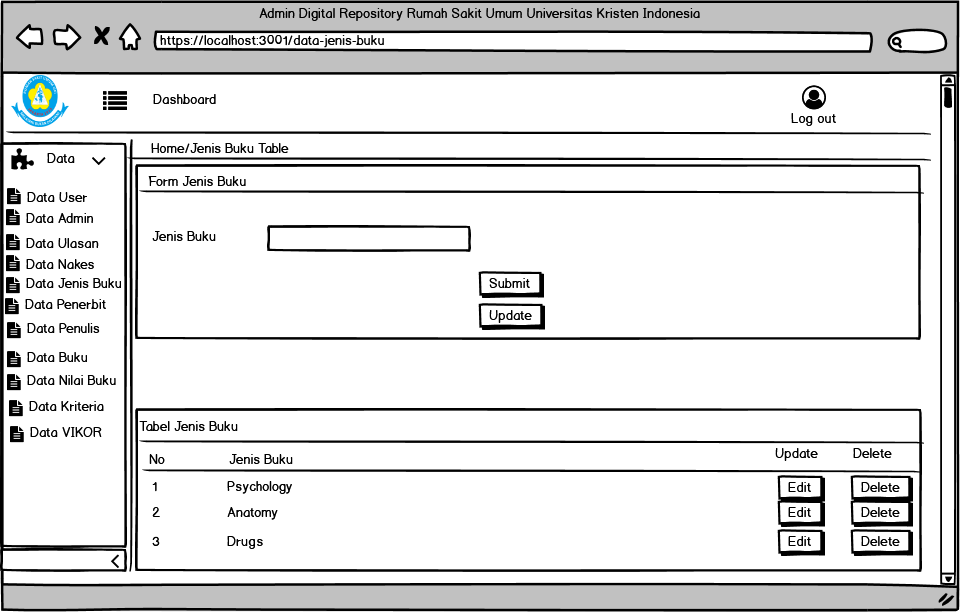 Admin Digital Repository Rumah Sakit Umum Universitas Kristen Indonesia
https://localhost:3001/data-jenis-buku
Dashboard
Log out
Data
Data User
Data Admin
Data Ulasan
Data Nakes
Data Jenis Buku
Data Penerbit
Data Penulis
Data Buku
Data Nilai Buku
Data Kriteria
Data VIKOR
Home/Jenis Buku Table
Form Jenis Buku
Jenis Buku
Submit
Update
Tabel Jenis Buku
No Jenis Buku Update Delete
1 Psychology Edit Delete
2 Anatomy Edit Delete
3 Drugs Edit Delete